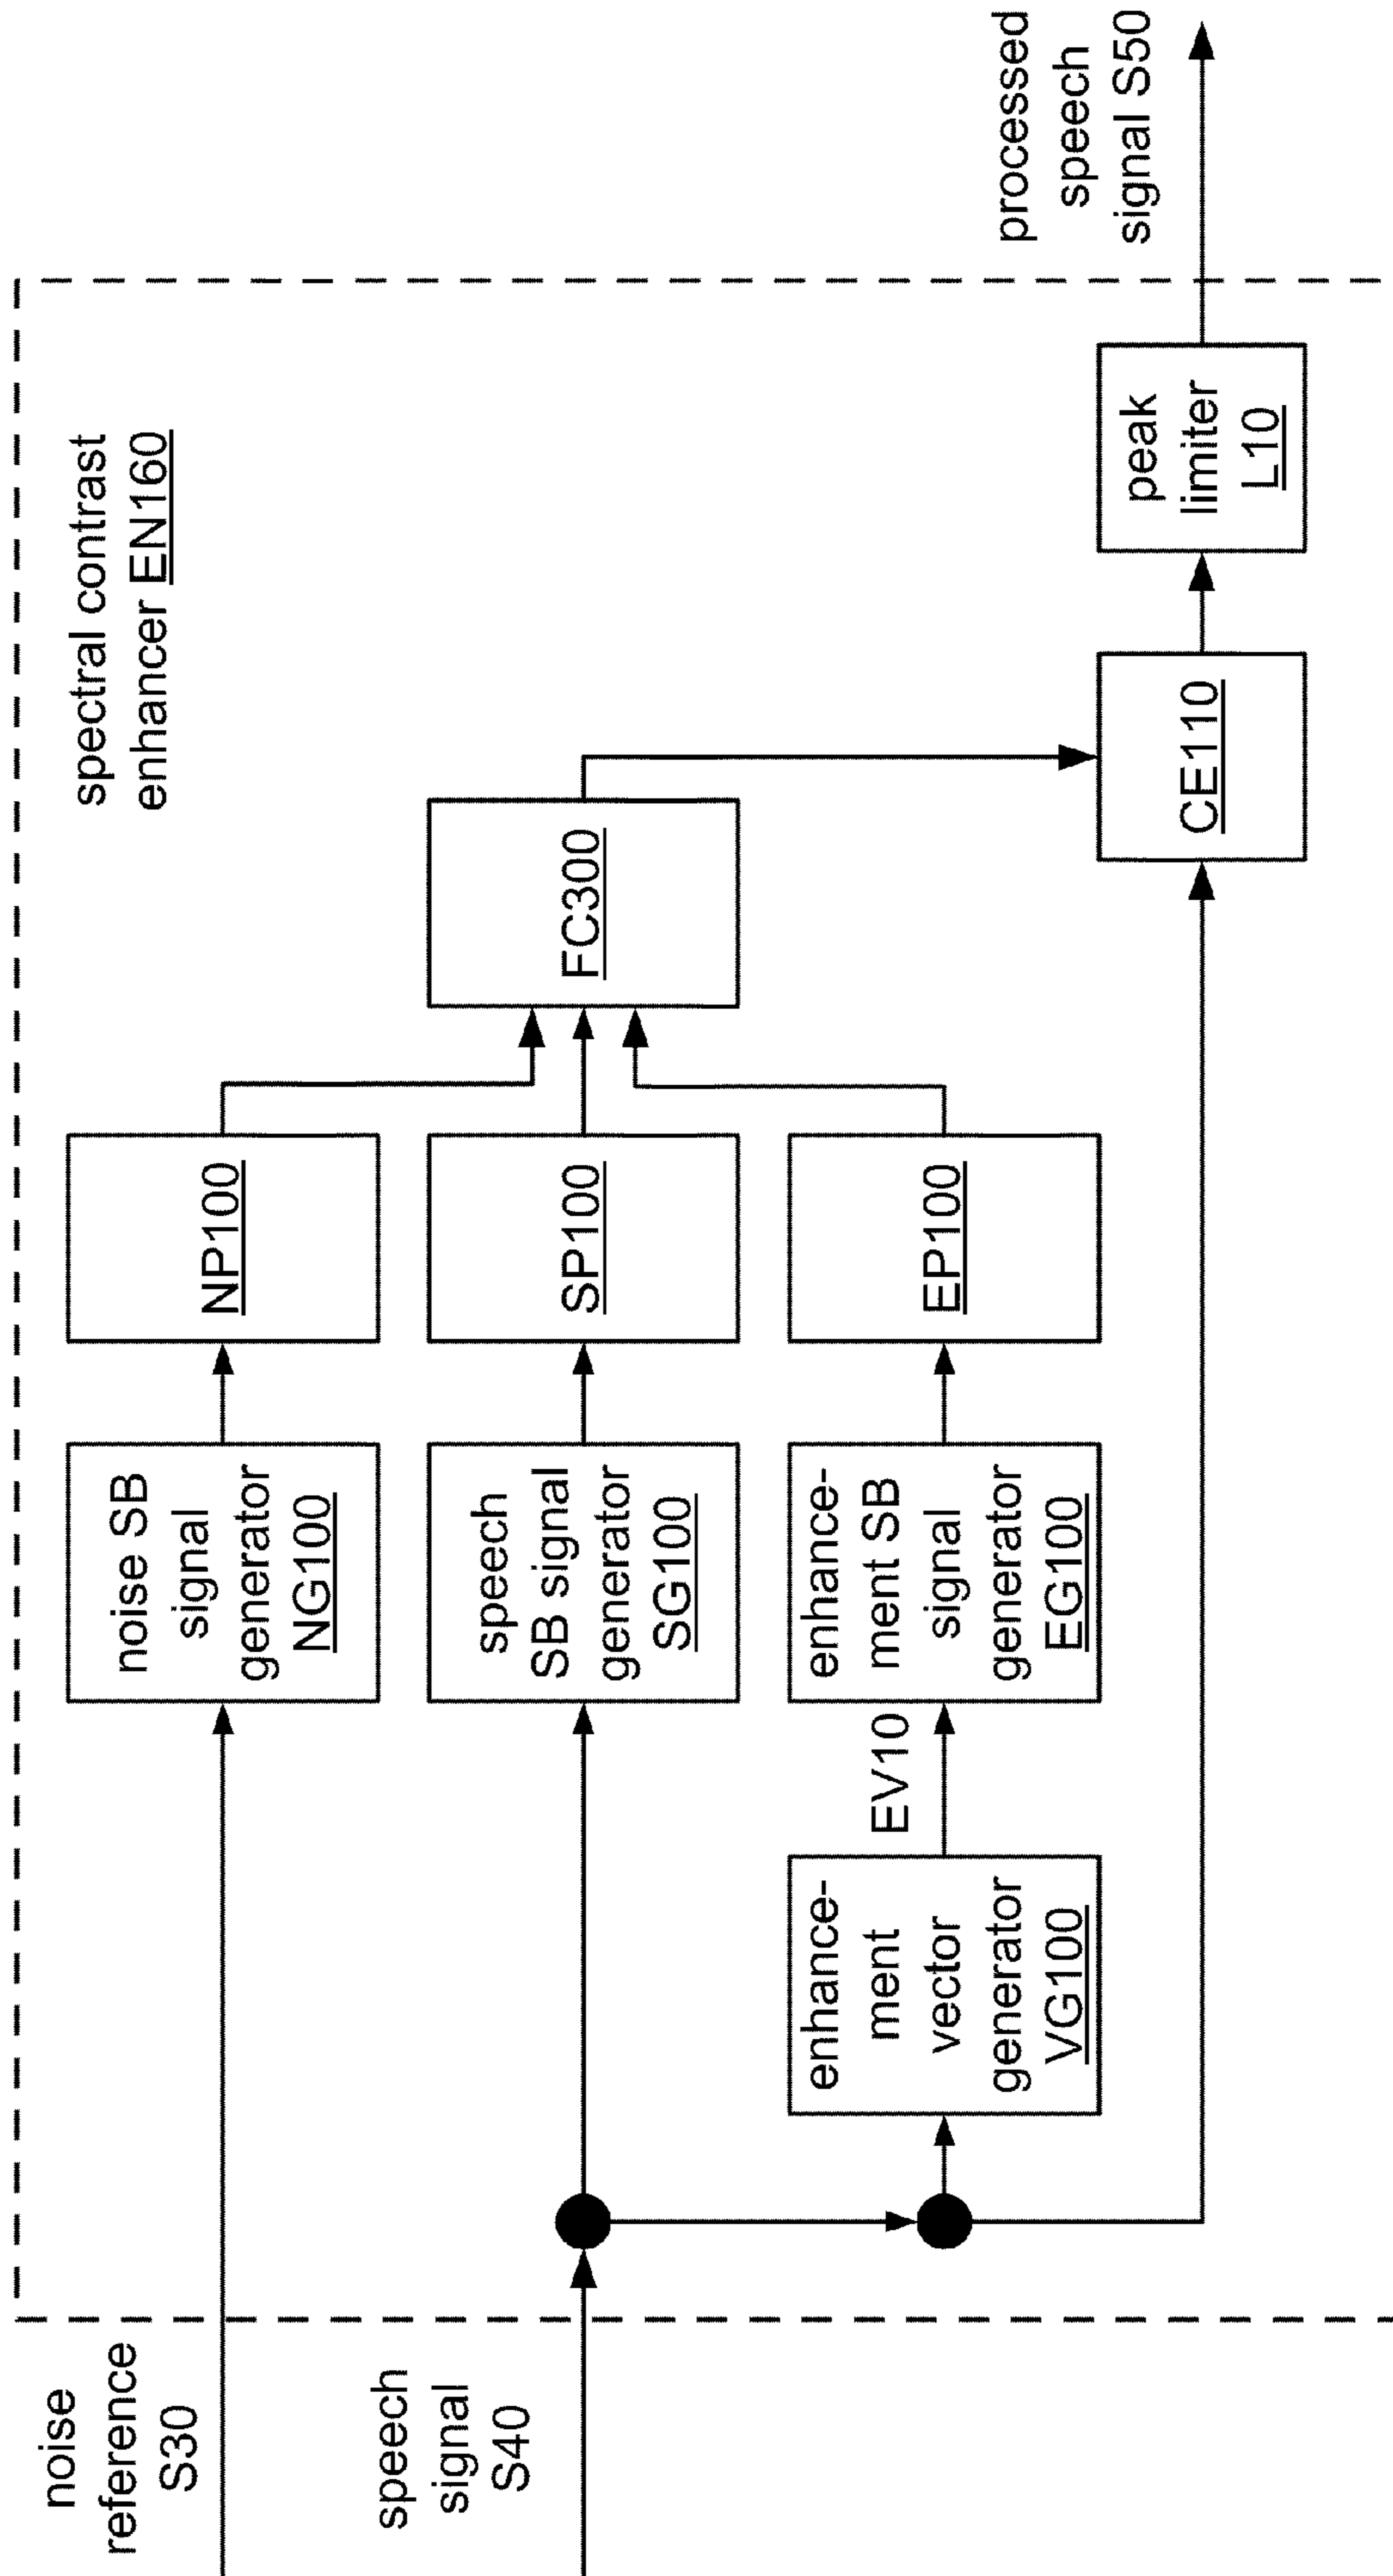 noise
reference
S30
speech
signal
S40
spectral contrast
enhancer EN160
noise SB
signal
generator
NG100
NP100
speech
SB signal
generator
SG100
SP100
FC300
enhance-
ment
vector
generator
VG100
EV10
enhance-
ment SB
signal
generator
EG100
EP100
CE110
peak
limiter
L10
processed
speech
signal S50